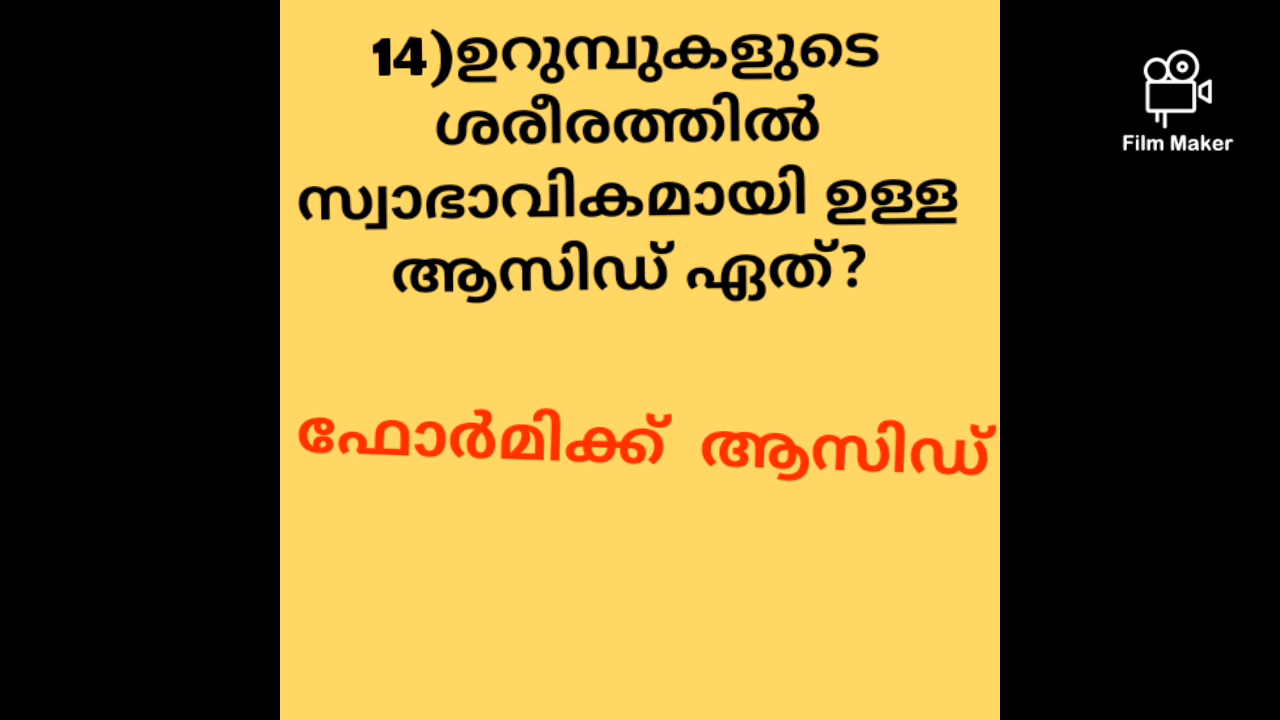 14)ഉറുമ്പുകളുടെ
ശരീരത്തിൽ
സ്വാഭാവികമായി ഉള്ള
ആസിഡ് ഏത്?
ഫോർമിക്ക് ആസിഡ്
Film Maker